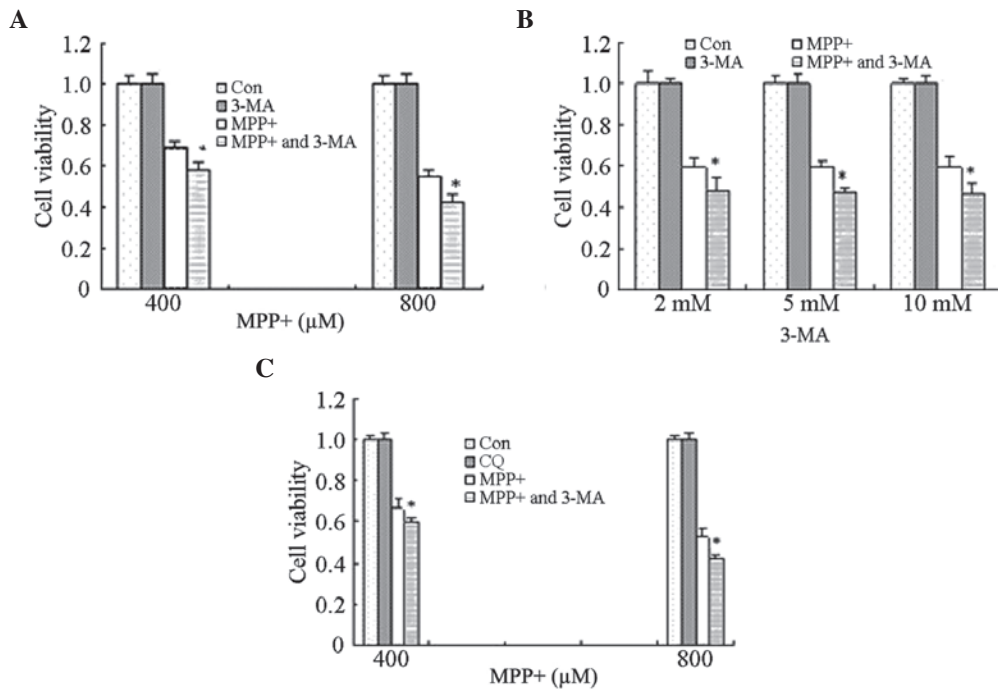 A
1.2
1.0
0.8
0.6
0.4
0.2
0
Cell viability
Con
3-MA
MPP+
MPP+ and 3-MA
*
*
400
800
MPP+ (µM)
B
1.2
1.0
0.8
0.6
0.4
0.2
0
Cell viability
Con
MPP+
3-MA
MPP+ and 3-MA
*
*
*
2 mM
5 mM
10 mM
3-MA
C
1.2
1.0
0.8
0.6
0.4
0.2
0
Cell viability
Con
CQ
MPP+
MPP+ and 3-MA
*
*
400
800
MPP+ (µM)